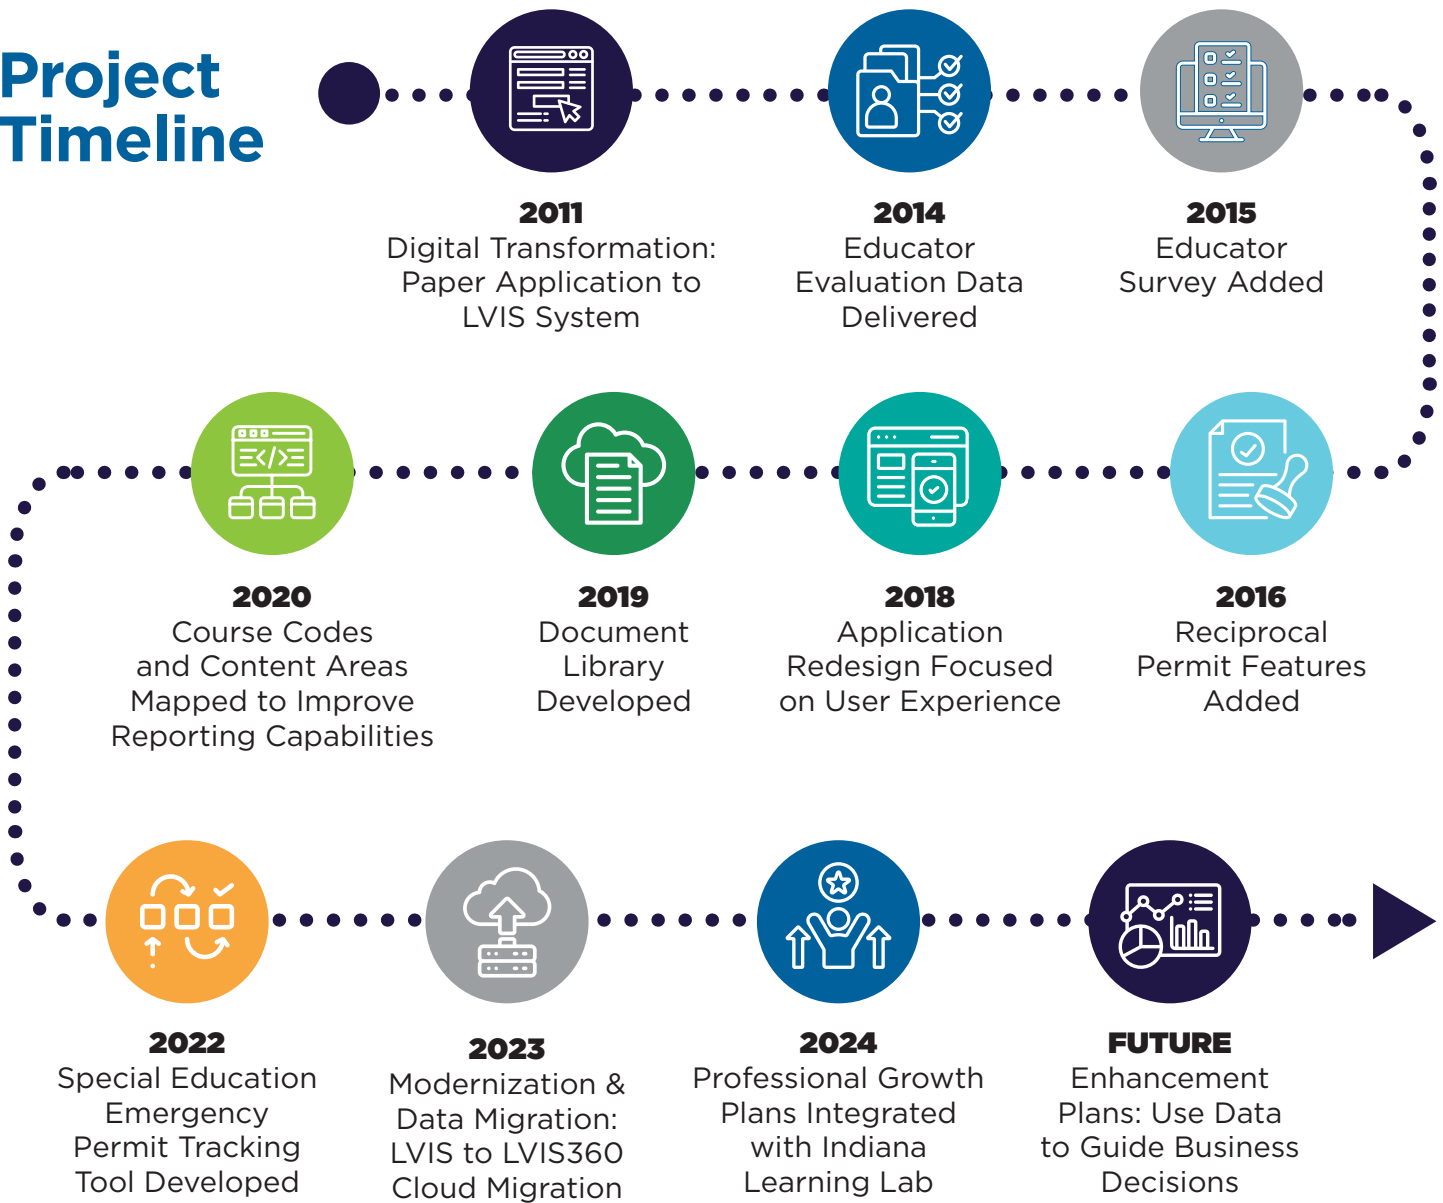 Project
Timeline
2011
Digital Transformation:
Paper Application to
LVIS System
2014
Educator
Evaluation Data
Delivered
2015
Educator
Survey Added
2016
Reciprocal
Permit Features
Added
2018
Application
Redesign Focused
on User Experience
2019
Document
Library
Developed
2020
Course Codes
and Content Areas
Mapped to Improve
Reporting Capabilities
2022
Special Education
Emergency
Permit Tracking
Tool Developed
2023
Modernization &
Data Migration:
LVIS to LVIS360
Cloud Migration
2024
Professional Growth
Plans Integrated
with Indiana
Learning Lab
FUTURE
Enhancement
Plans: Use Data
to Guide Business
Decisions